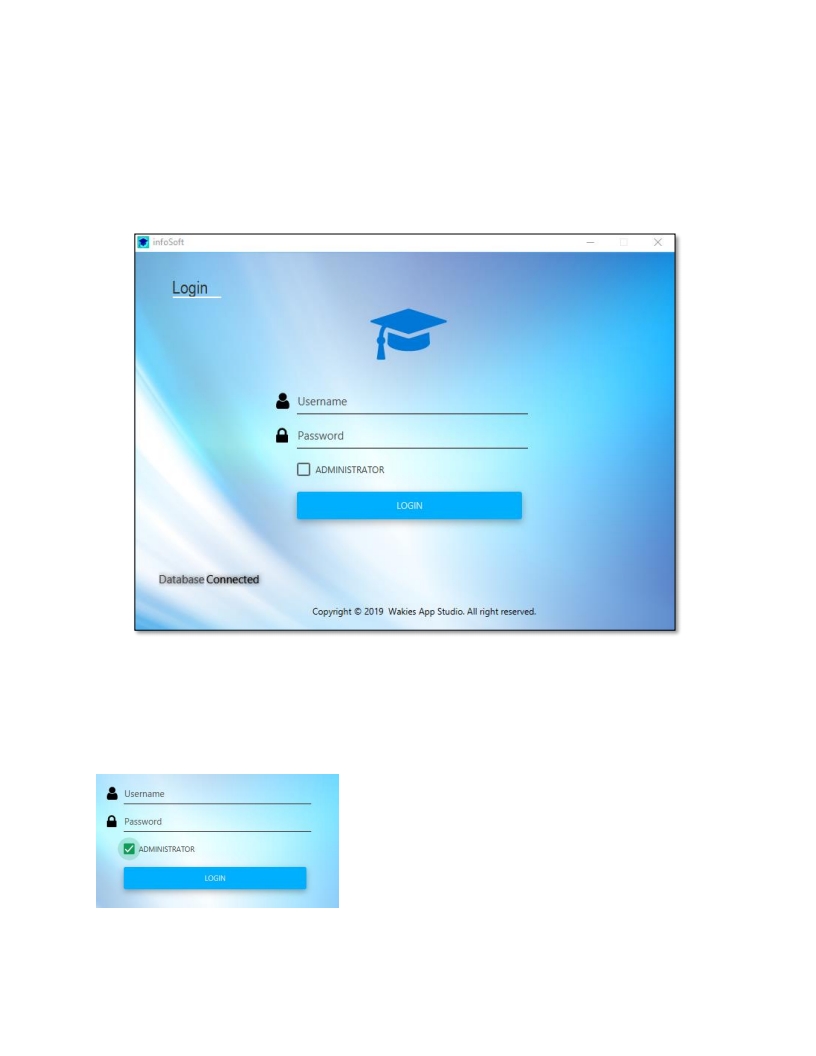 infoSoft
Login
Username
Password
ADMINISTRATOR
LOGIN
Database Connected
Copyright © 2019 Wakies App Studio. All right reserved.
Username
Password
ADMINISTRATOR
LOGIN